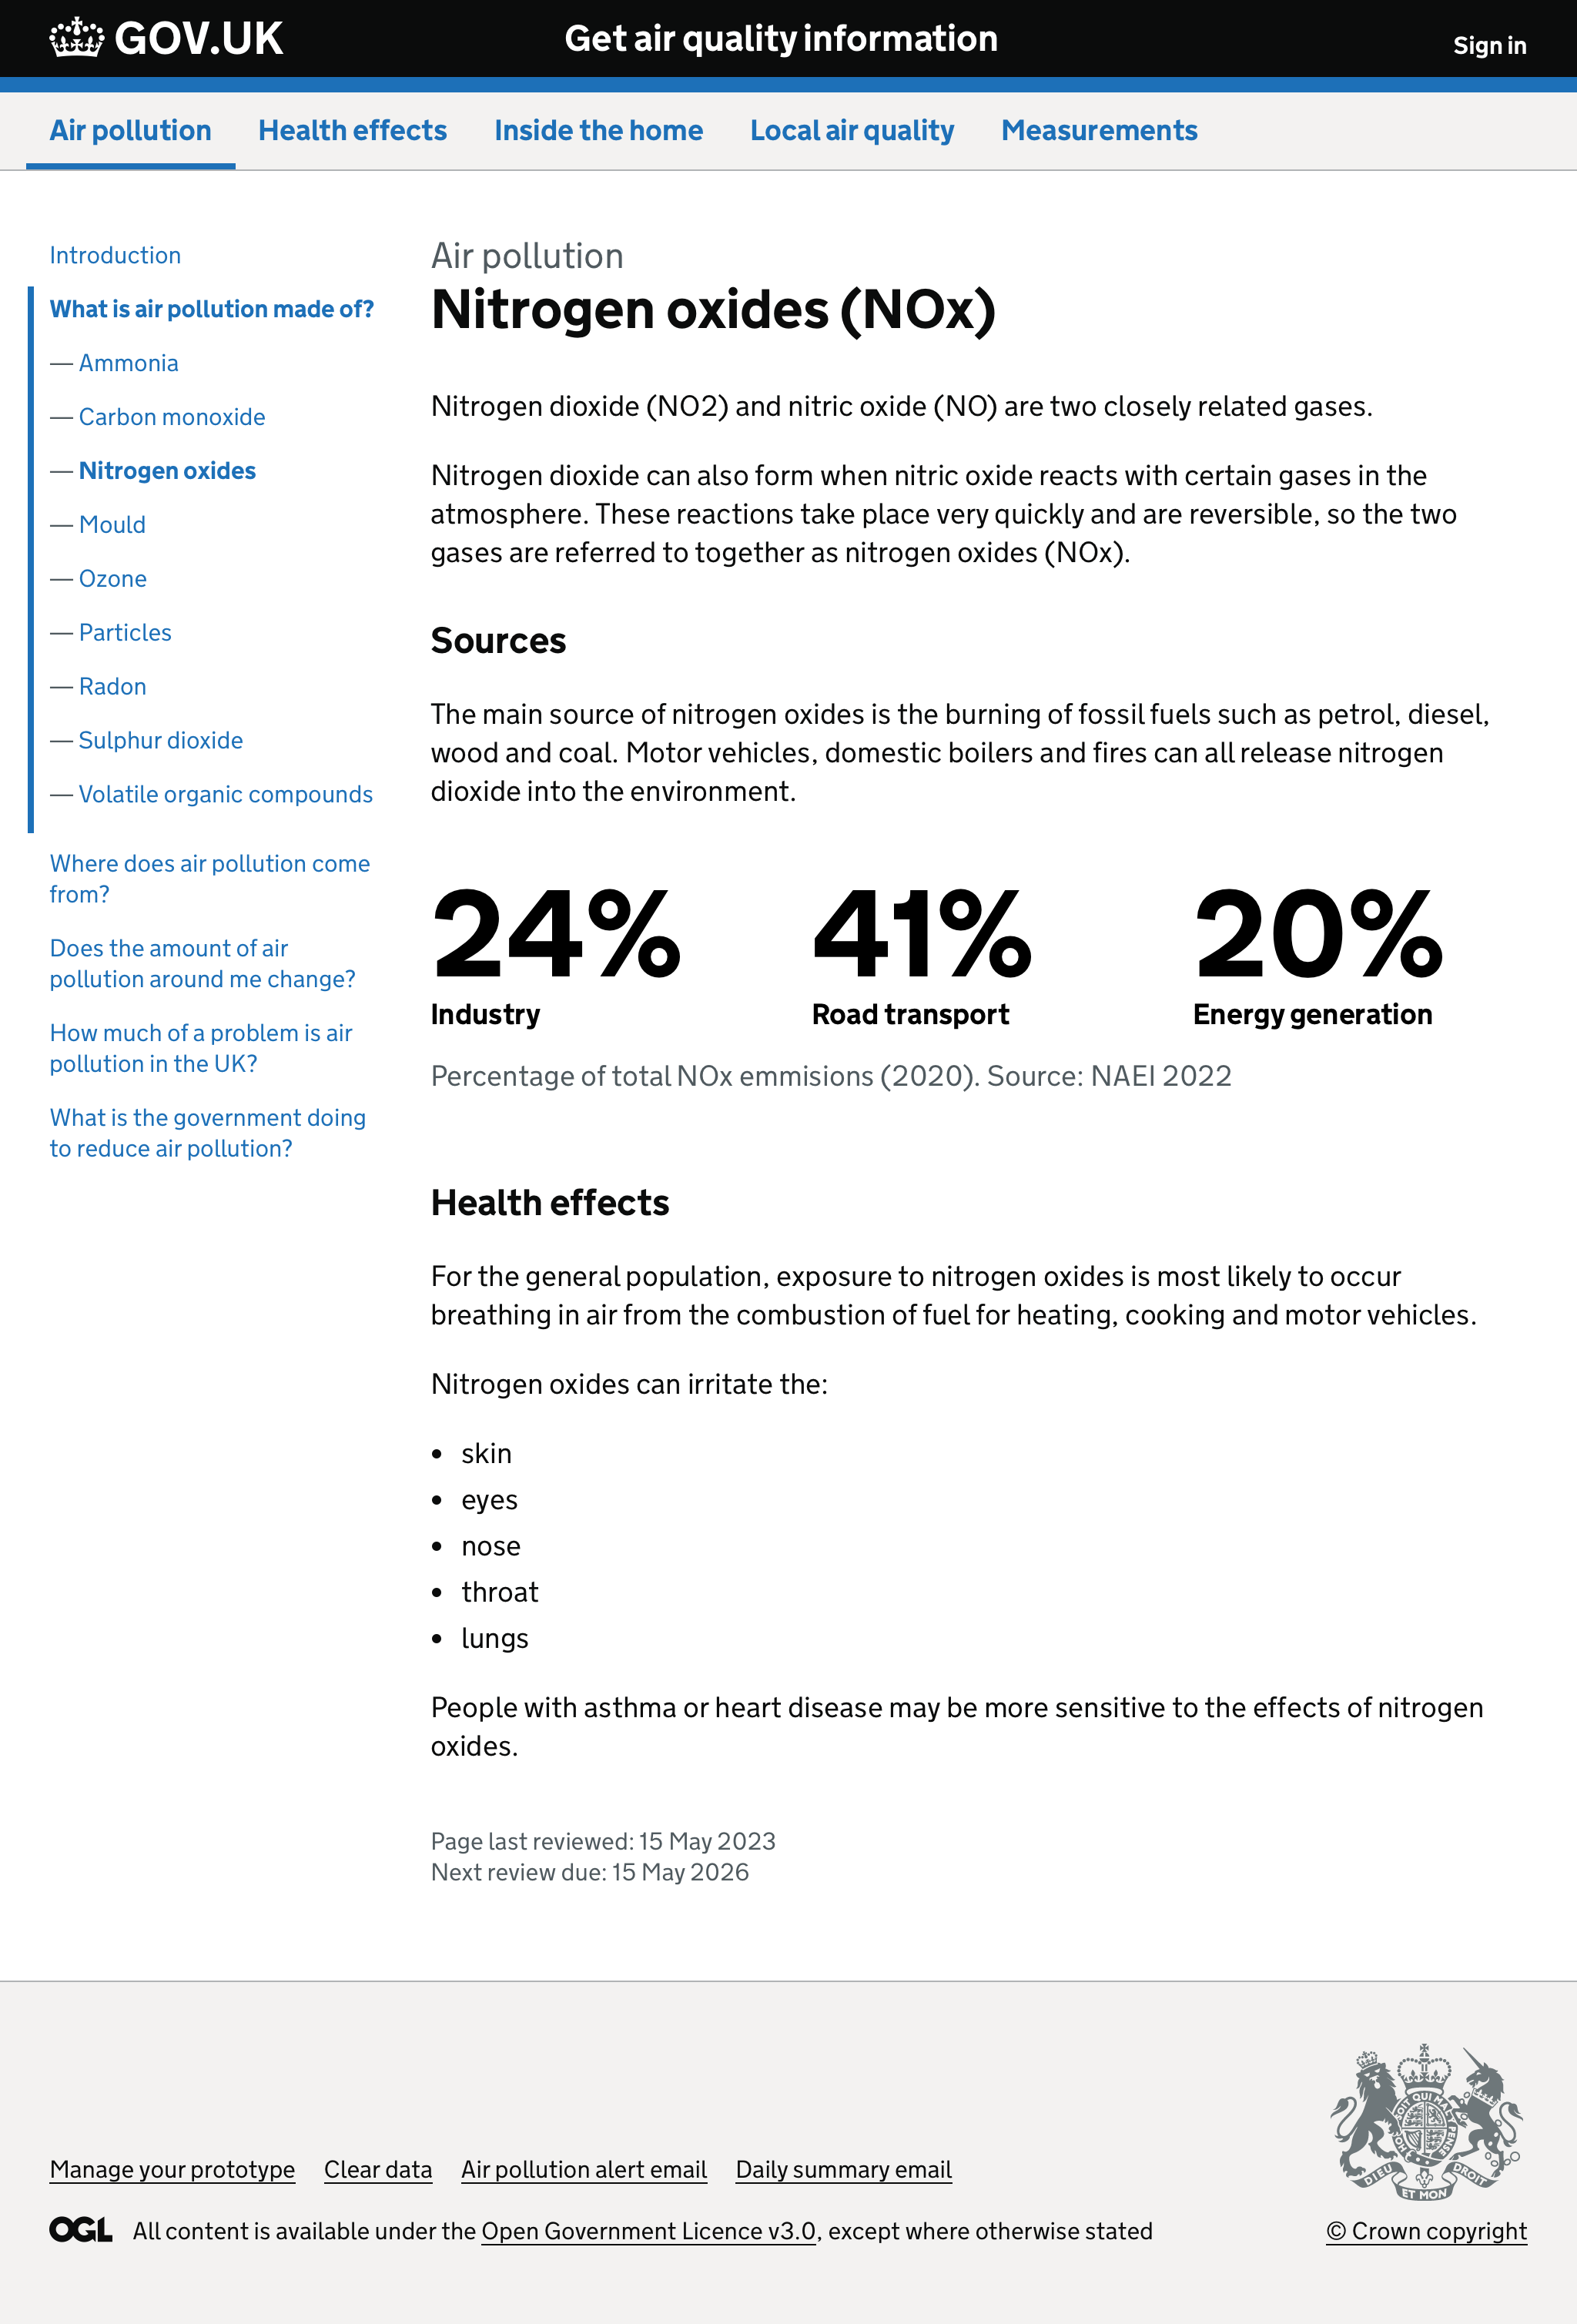 GOV.UK
Get air quality information
Sign in
Air pollution
Health effects
Inside the home
Local air quality
Measurements
Introduction
What is air pollution made of?
— Ammonia
— Carbon monoxide
— Nitrogen oxides
— Mould
— Ozone
— Particles
— Radon
— Sulphur dioxide
— Volatile organic compounds
Where does air pollution come
from?
Does the amount of air
pollution around me change?
How much of a problem is air
pollution in the UK?
What is the government doing
to reduce air pollution?
Air pollution
Nitrogen oxides (NOx)
Nitrogen dioxide (NO2) and nitric oxide (NO) are two closely related gases.
Nitrogen dioxide can also form when nitric oxide reacts with certain gases in the
atmosphere. These reactions take place very quickly and are reversible, so the two
gases are referred to together as nitrogen oxides (NOx).
Sources
The main source of nitrogen oxides is the burning of fossil fuels such as petrol, diesel,
wood and coal. Motor vehicles, domestic boilers and fires can all release nitrogen
dioxide into the environment.
24%
Industry
41%
Road transport
20%
Energy generation
Percentage of total NOx emmisions (2020). Source: NAEI 2022
Health effects
For the general population, exposure to nitrogen oxides is most likely to occur
breathing in air from the combustion of fuel for heating, cooking and motor vehicles.
Nitrogen oxides can irritate the:
• skin
• eyes
• nose
• throat
• lungs
People with asthma or heart disease may be more sensitive to the effects of nitrogen
oxides.
Page last reviewed: 15 May 2023
Next review due: 15 May 2026
Manage your prototype
Clear data
Air pollution alert email
Daily summary email
OGL
All content is available under the Open Government Licence v3.0, except where otherwise stated
DIEU ET MON DROIT
© Crown copyright